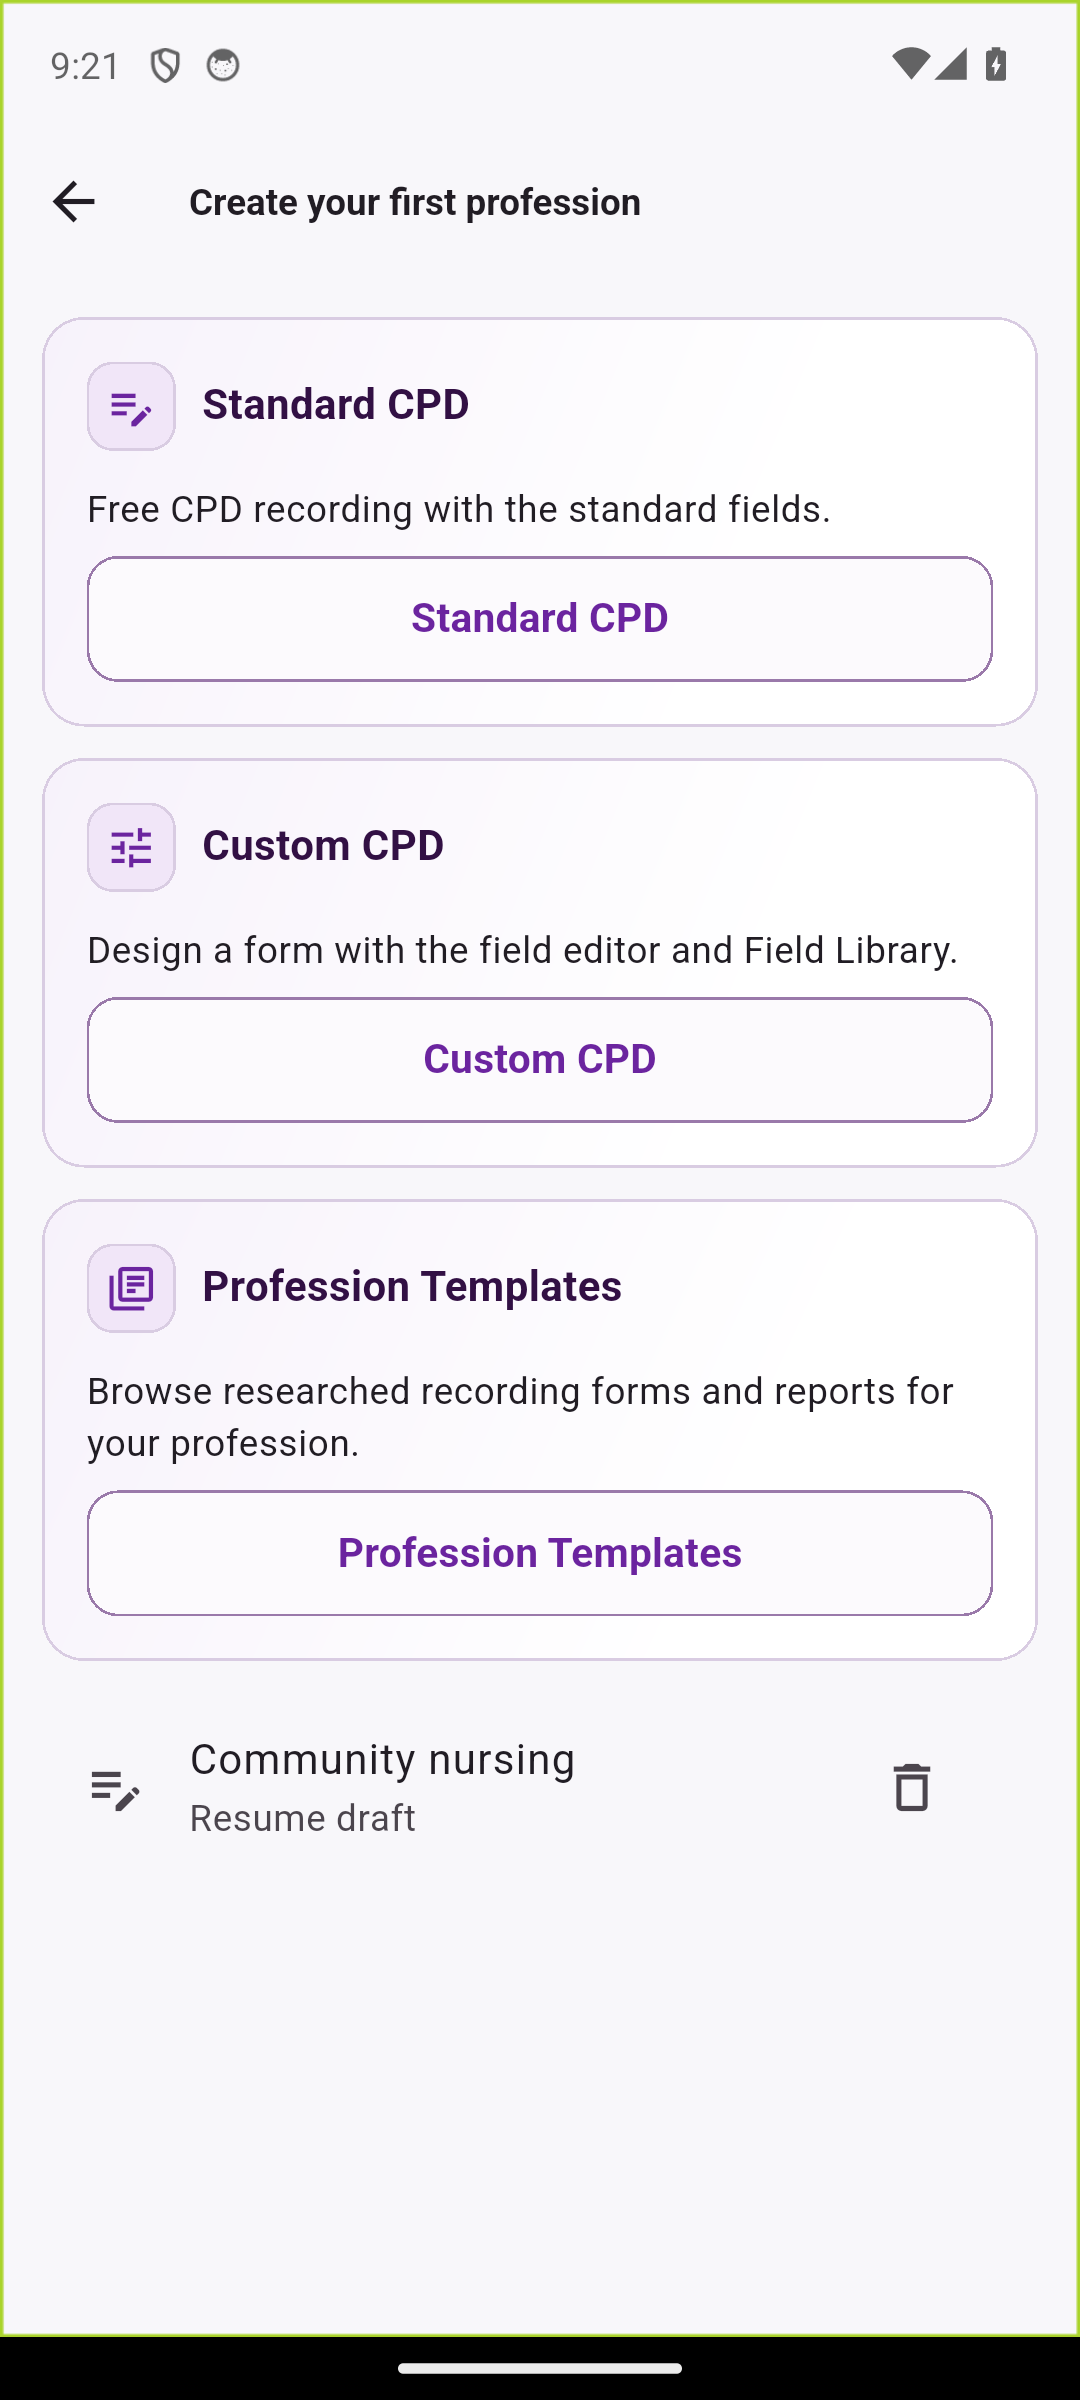 9:21
Create your first profession
Standard CPD
Free CPD recording with the standard fields.
Standard CPD
Custom CPD
Design a form with the field editor and Field Library.
Custom CPD
Profession Templates
Browse researched recording forms and reports for
your profession.
Profession Templates
Community nursing
Resume draft